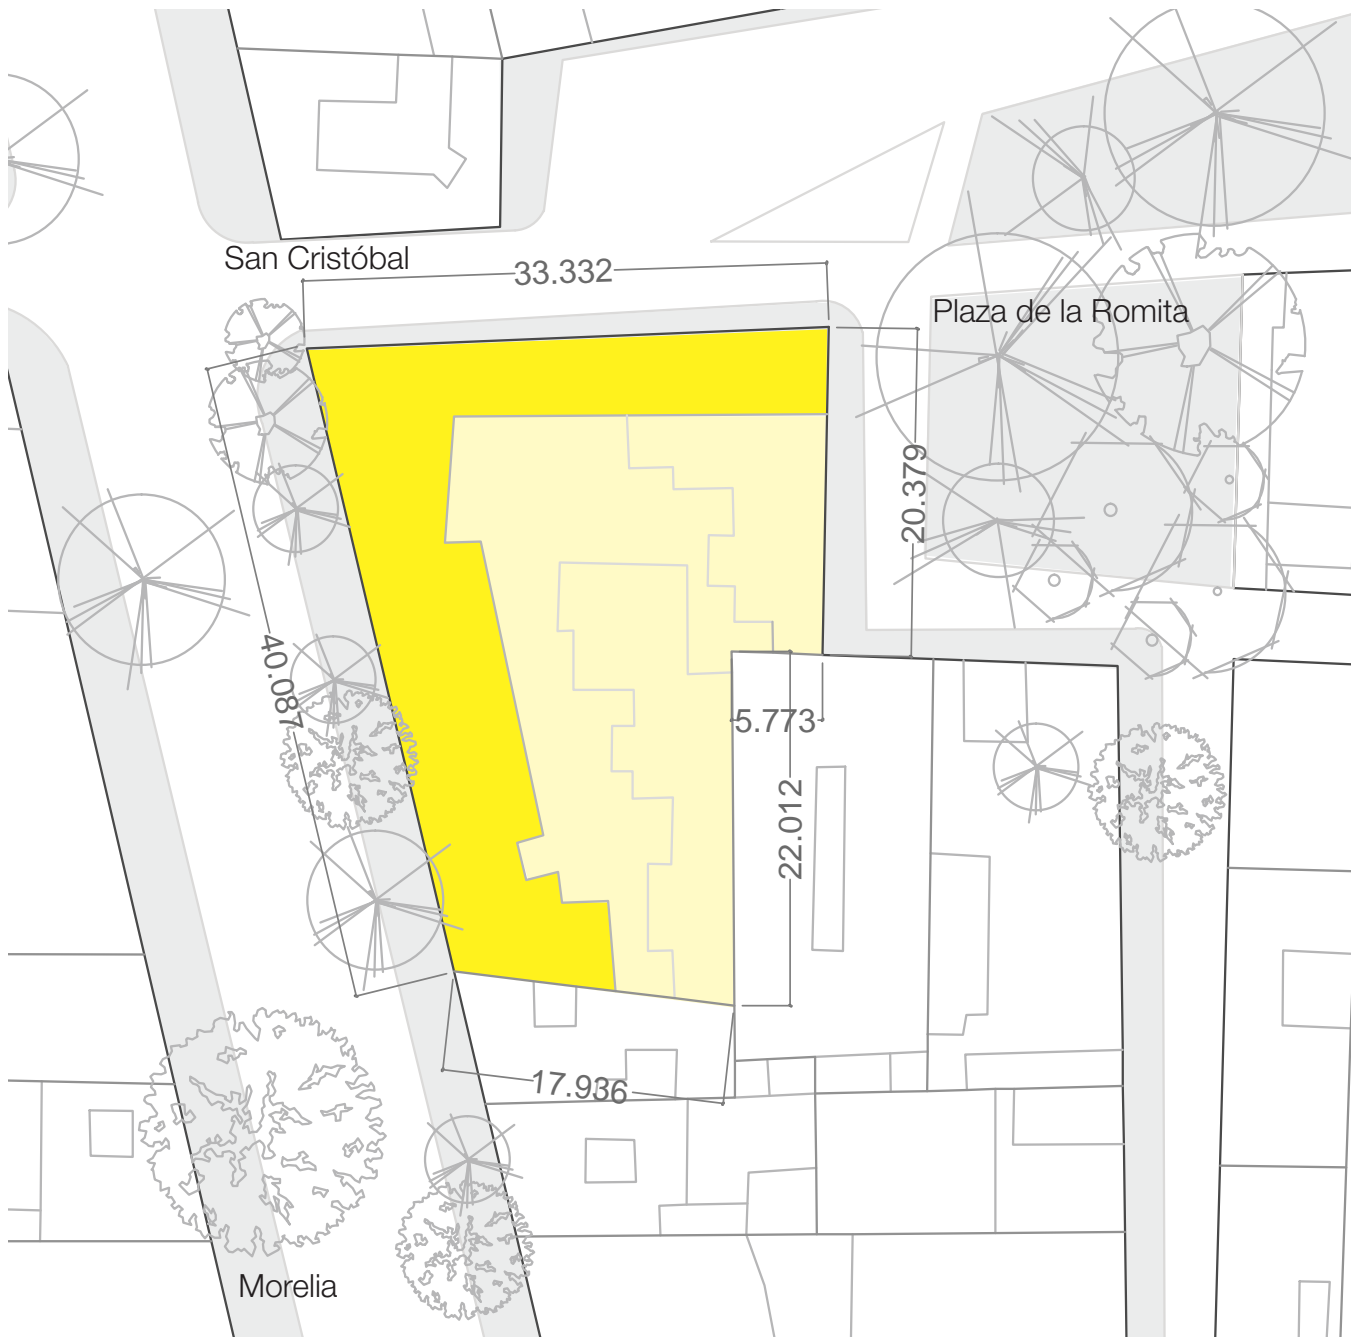 San Cristóbal
33.332
Plaza de la Romita
20.379
40.087
5.773
22.012
17.936
Morelia